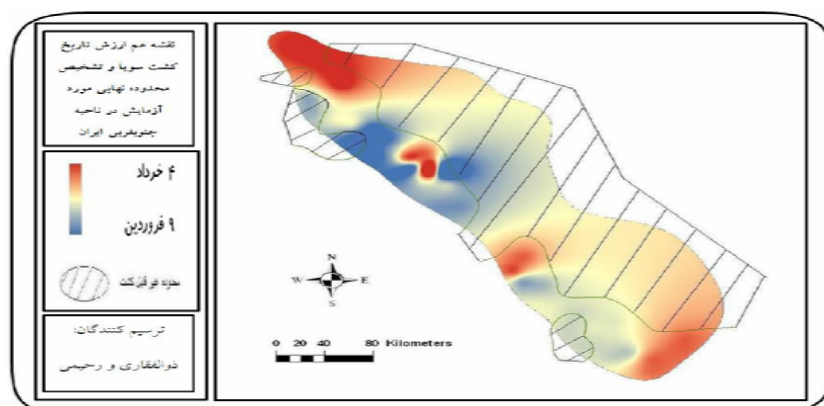 نقشه هم ارزش تاریخ
کشت سویا و تشخیص
محدوده نهایی مورد
آزمایش در ناحیه
جنوبغربی ایران
۴ خرداد
۹ فروردین
محدوده غیر قابل کشت
ترسیم کنندگان:
ذوالفقاری و رحیمی
N
W E
S
0 20 40 80 Kilometers